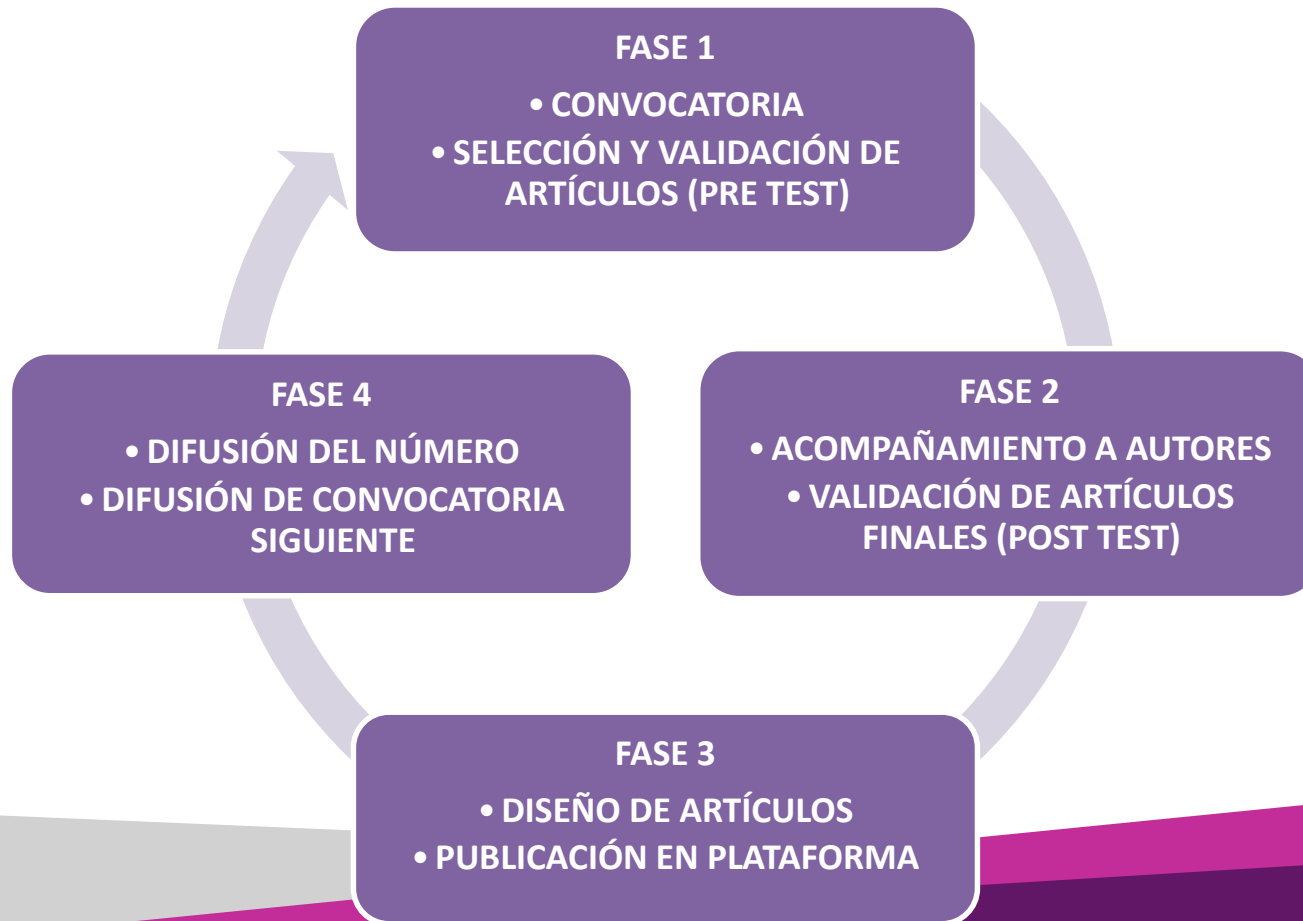 FASE 1
• CONVOCATORIA
• SELECCIÓN Y VALIDACIÓN DE
ARTÍCULOS (PRE TEST)
FASE 2
• ACOMPAÑAMIENTO A AUTORES
• VALIDACIÓN DE ARTÍCULOS
FINALES (POST TEST)
FASE 3
• DISEÑO DE ARTÍCULOS
• PUBLICACIÓN EN PLATAFORMA
FASE 4
• DIFUSIÓN DEL NÚMERO
• DIFUSIÓN DE CONVOCATORIA
SIGUIENTE